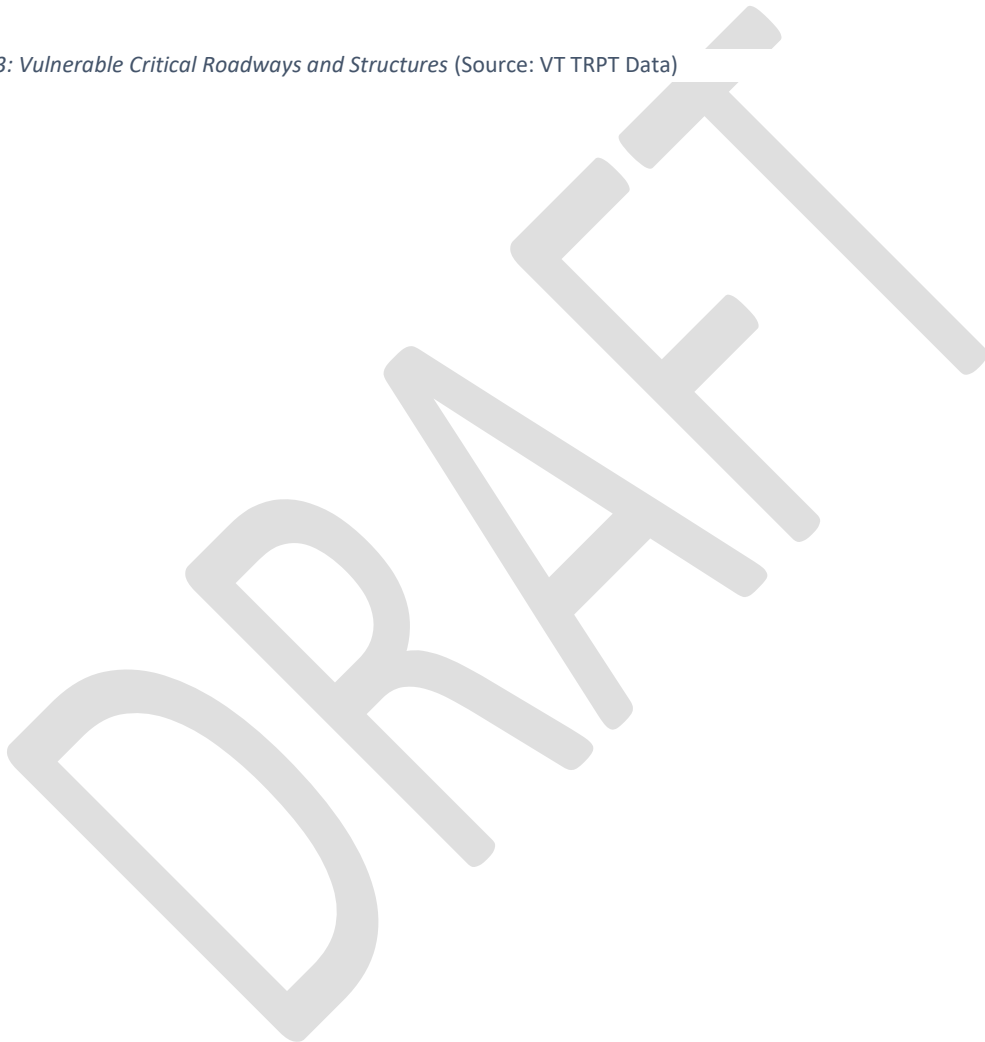 3: Vulnerable Critical Roadways and Structures (Source: VT TRPT Data)
DRAFT